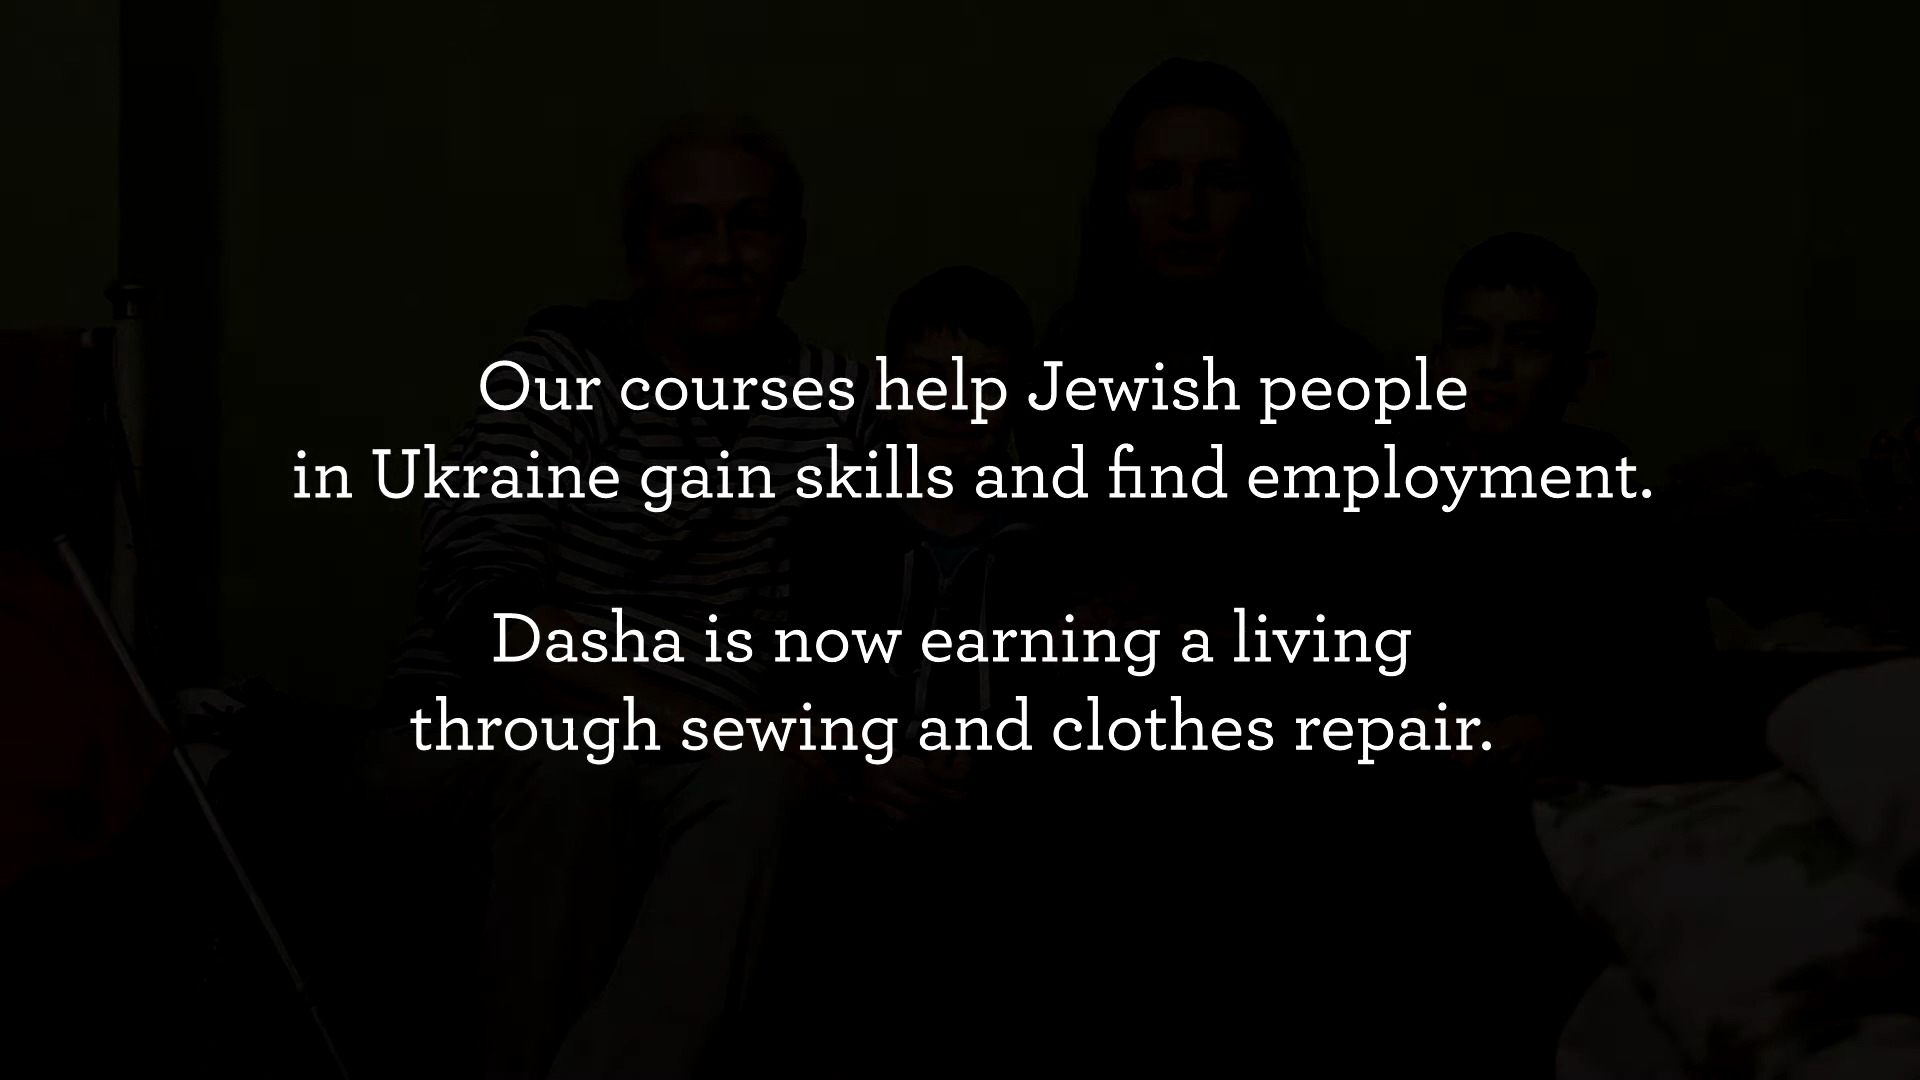 Our courses help Jewish people
in Ukraine gain skills and find employment.
Dasha is now earning a living
through sewing and clothes repair.